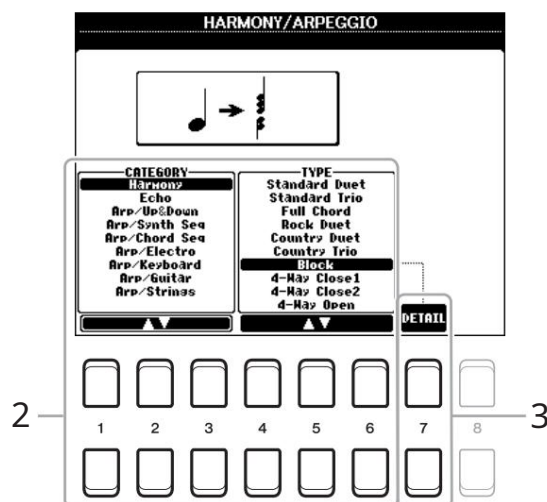 HARMONY/ARPEGGIO
CATEGORY
Harmony
Echo
Arp/Up&Down
Arp/Synth Seq
Arp/Chord Seq
Arp/Electro
Arp/Keyboard
Arp/Guitar
Arp/Strings
TYPE
Standard Duet
Standard Trio
Full Chord
Rock Duet
Country Duet
Country Trio
Block
4-Way Close1
4-Way Close2
4-Way Open
DETAIL
2
1 2 3 4 5 6 7 8
3